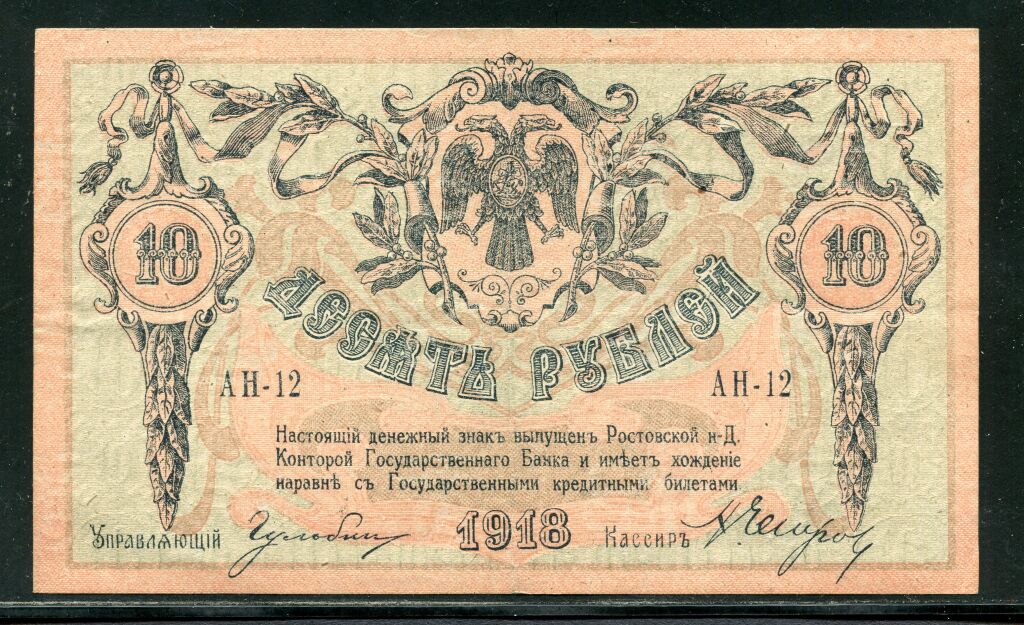 10
10
ДЕСЯТЬ РУБЛЕЙ
АН-12
АН-12
Настоящій денежный знакъ выпущенъ Ростовской н-Д.
Конторой Государственнаго Банка и имѣетъ хожденіе
наравнѣ съ Государственными кредитными билетами
Управляющій
1918
Кассиръ